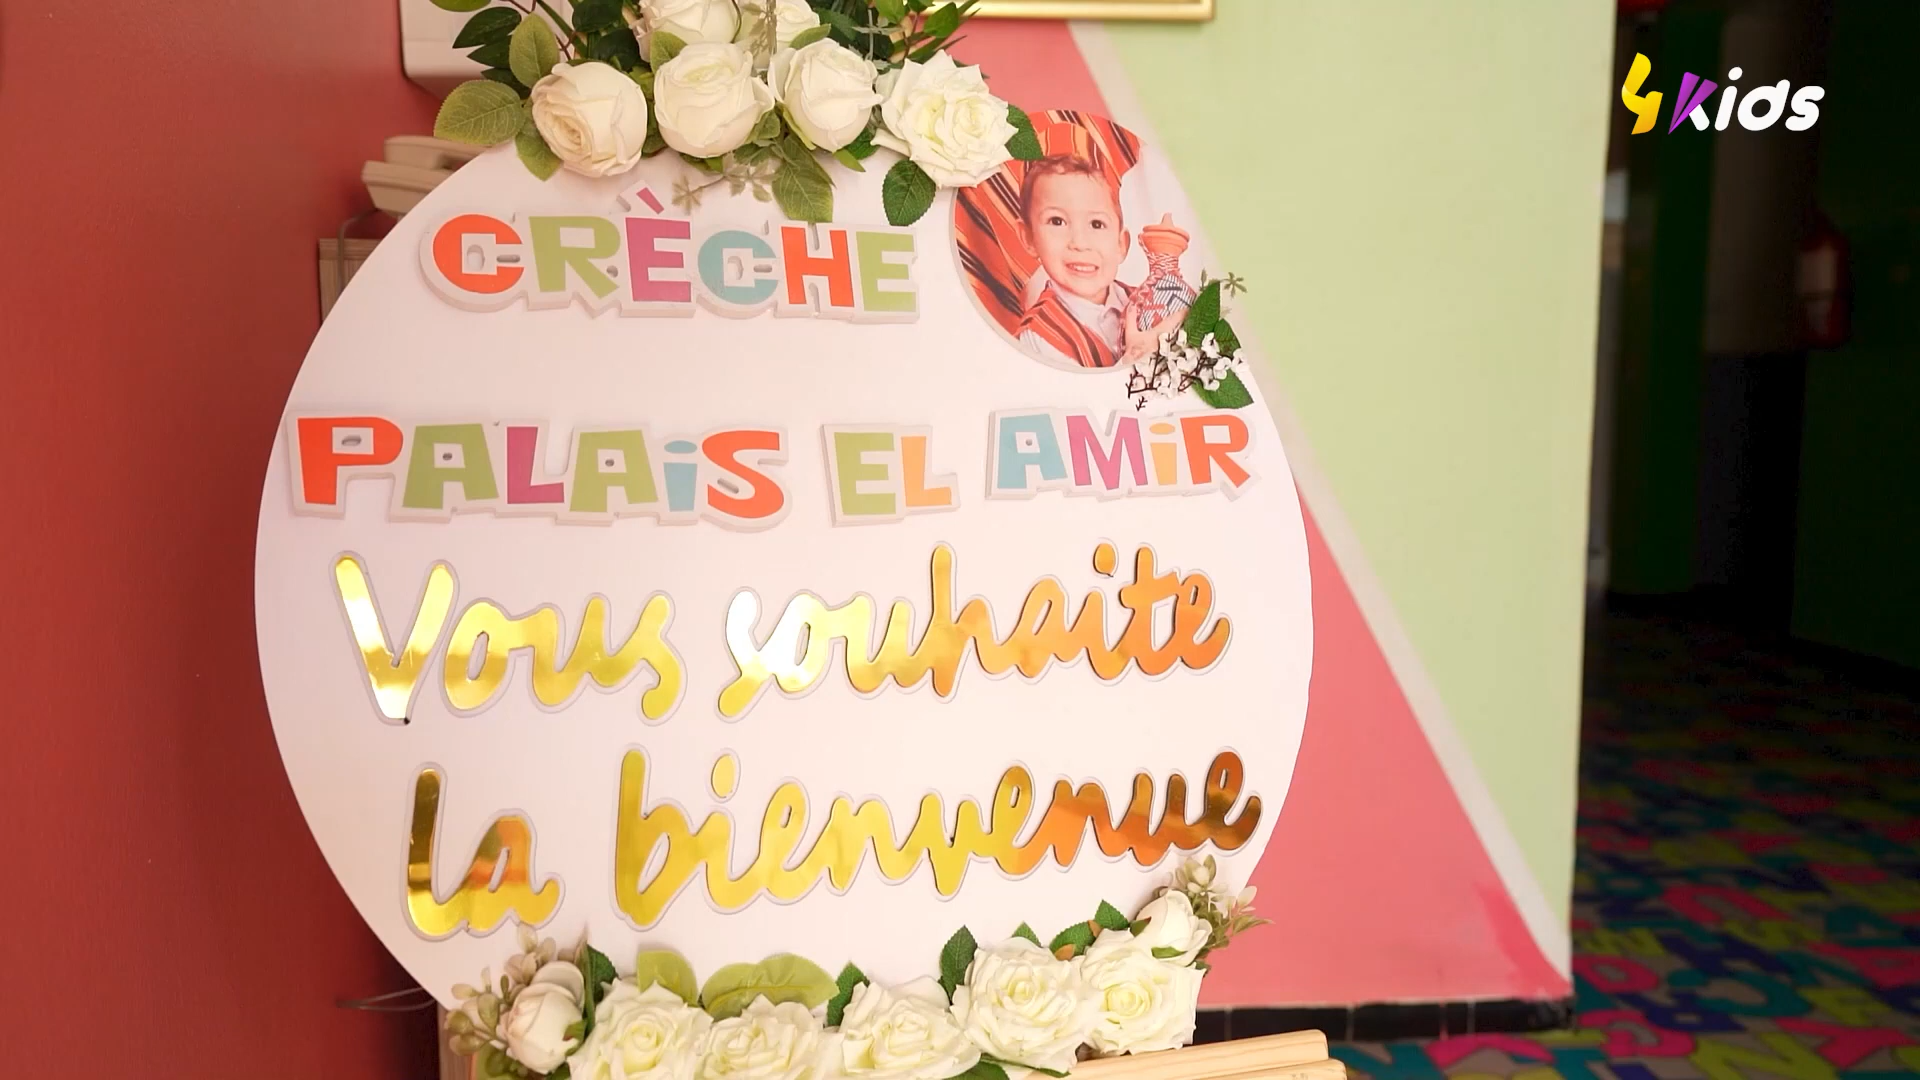 4Kids
CRÈCHE
PALAiS EL AMiR
Vous souhaite
la bienvenue